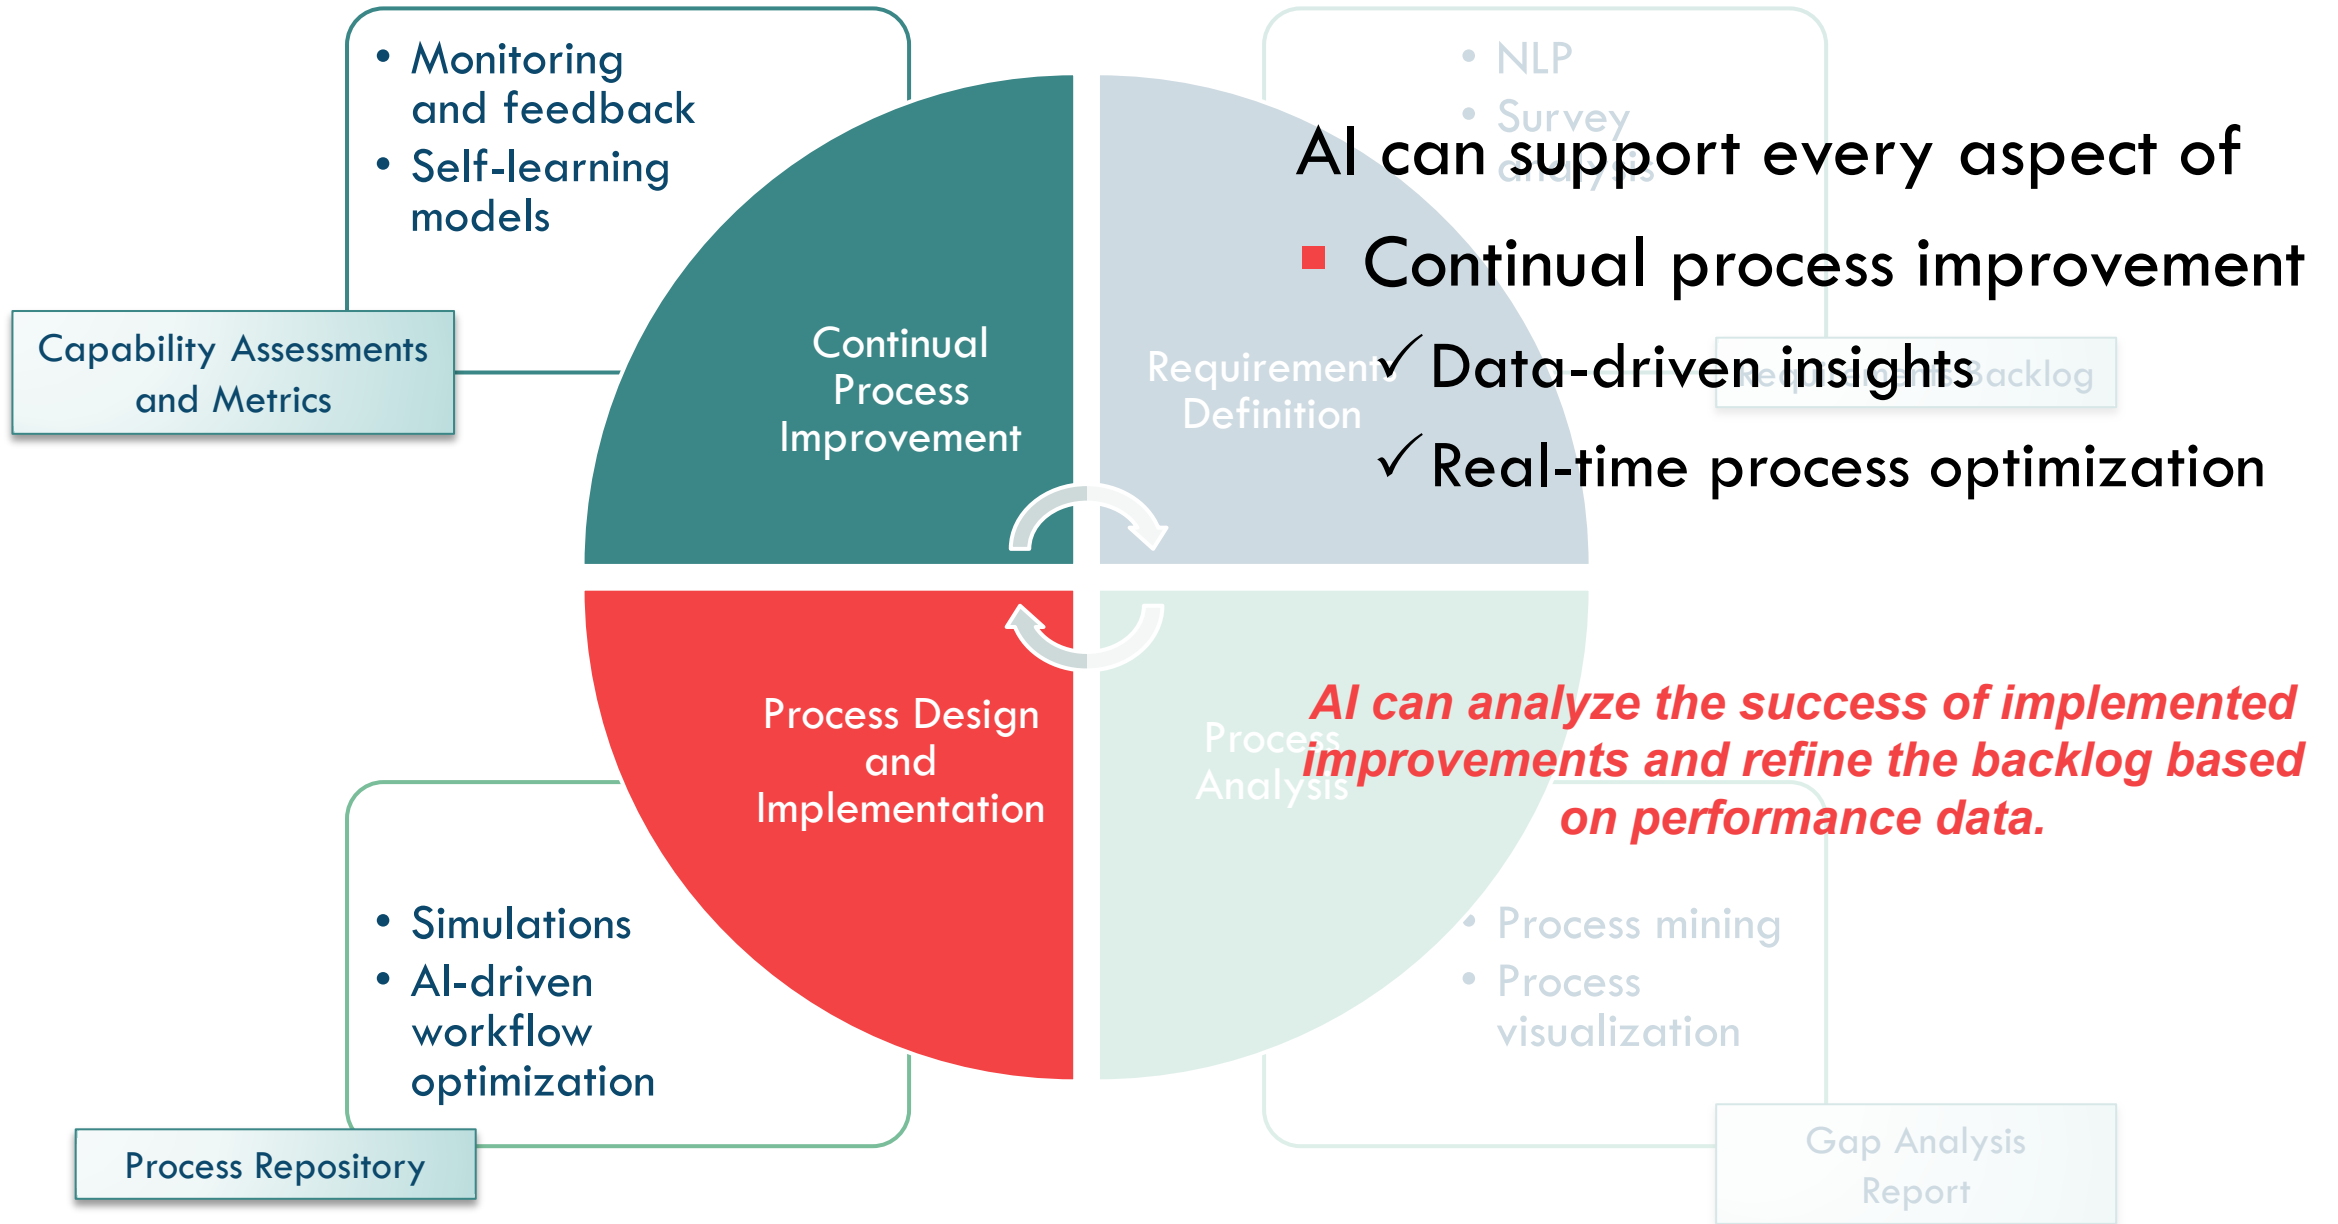 • Monitoring
and feedback
• Self-learning
models
Capability Assessments
and Metrics
Continual
Process
Improvement
• NLP
• Survey
analysis
Requirements
Definition
Requirements Backlog
AI can support every aspect of
▪ Continual process improvement
✓ Data-driven insights
✓ Real-time process optimization
Process Design
and
Implementation
Process
Analysis
AI can analyze the success of implemented
improvements and refine the backlog based
on performance data.
• Simulations
• AI-driven
workflow
optimization
Process Repository
• Process mining
• Process
visualization
Gap Analysis
Report